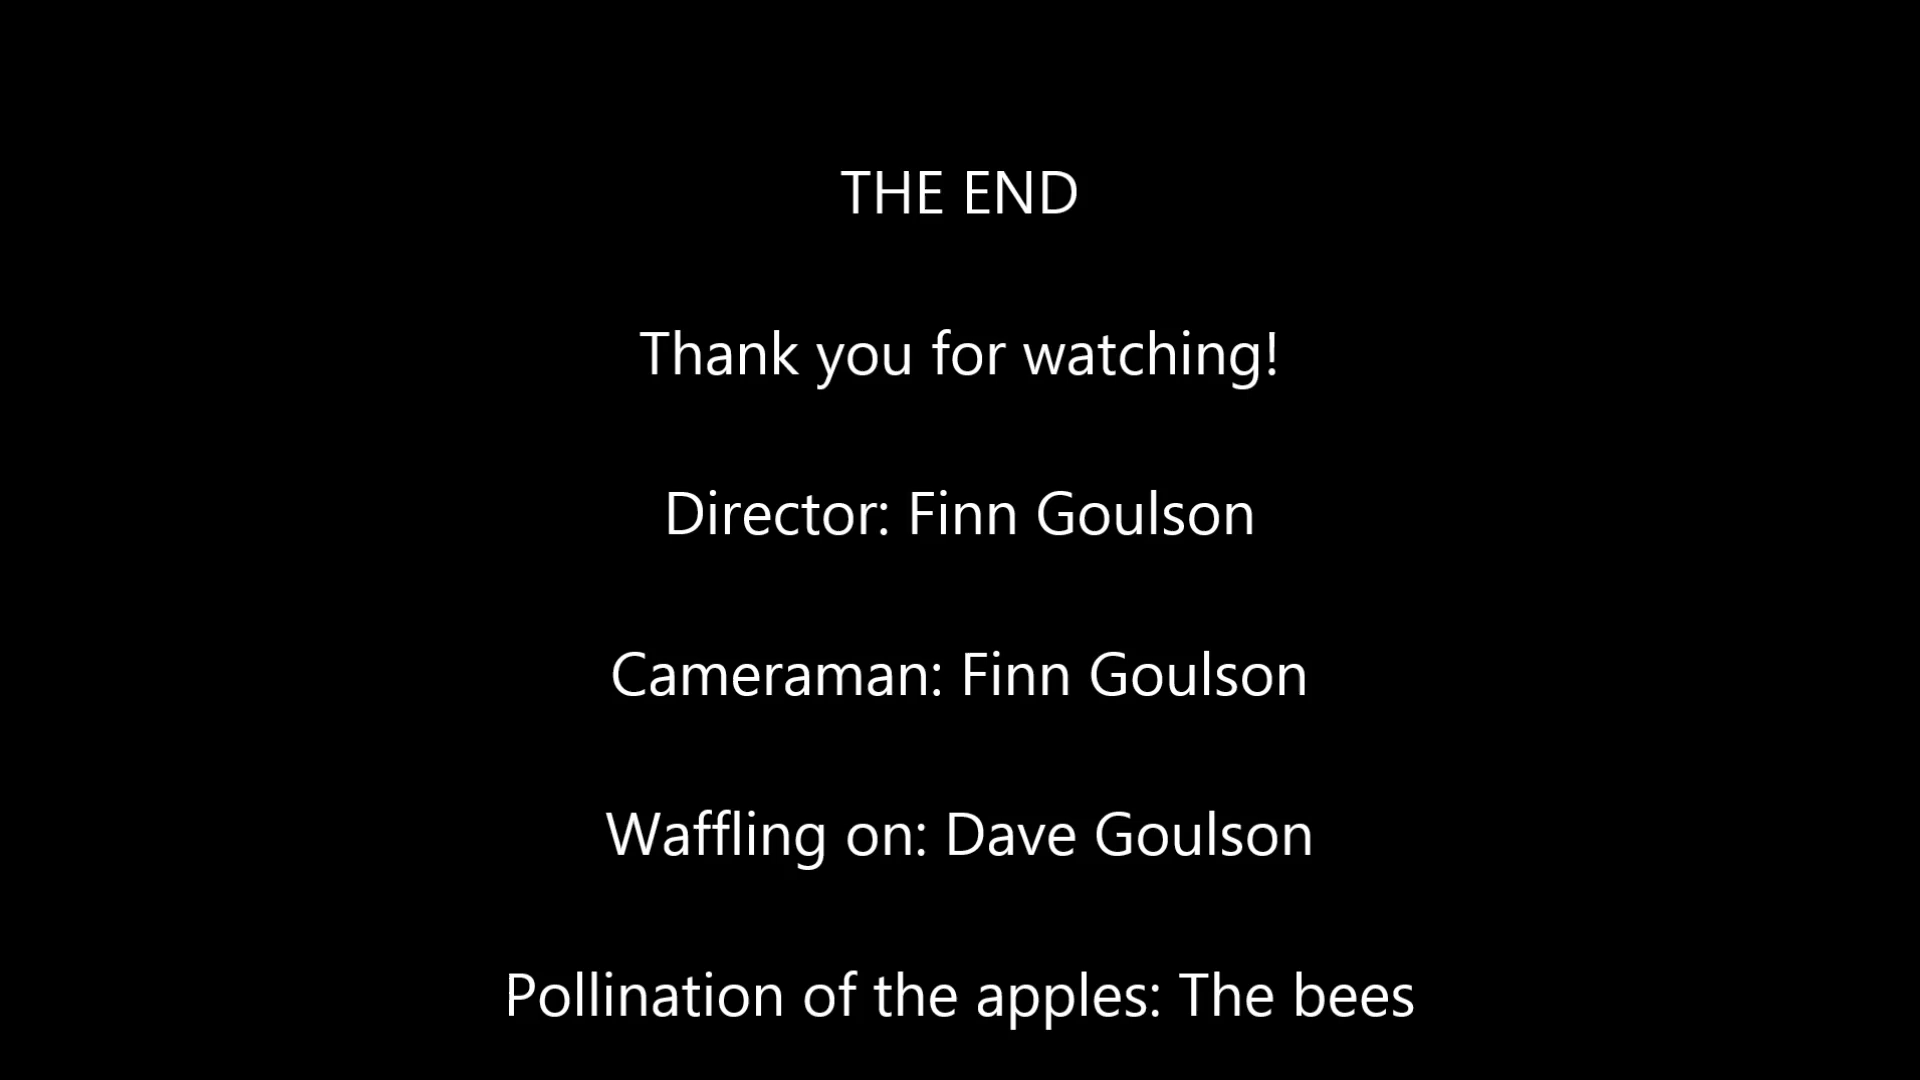 THE END
Thank you for watching!
Director: Finn Goulson
Cameraman: Finn Goulson
Waffling on: Dave Goulson
Pollination of the apples: The bees